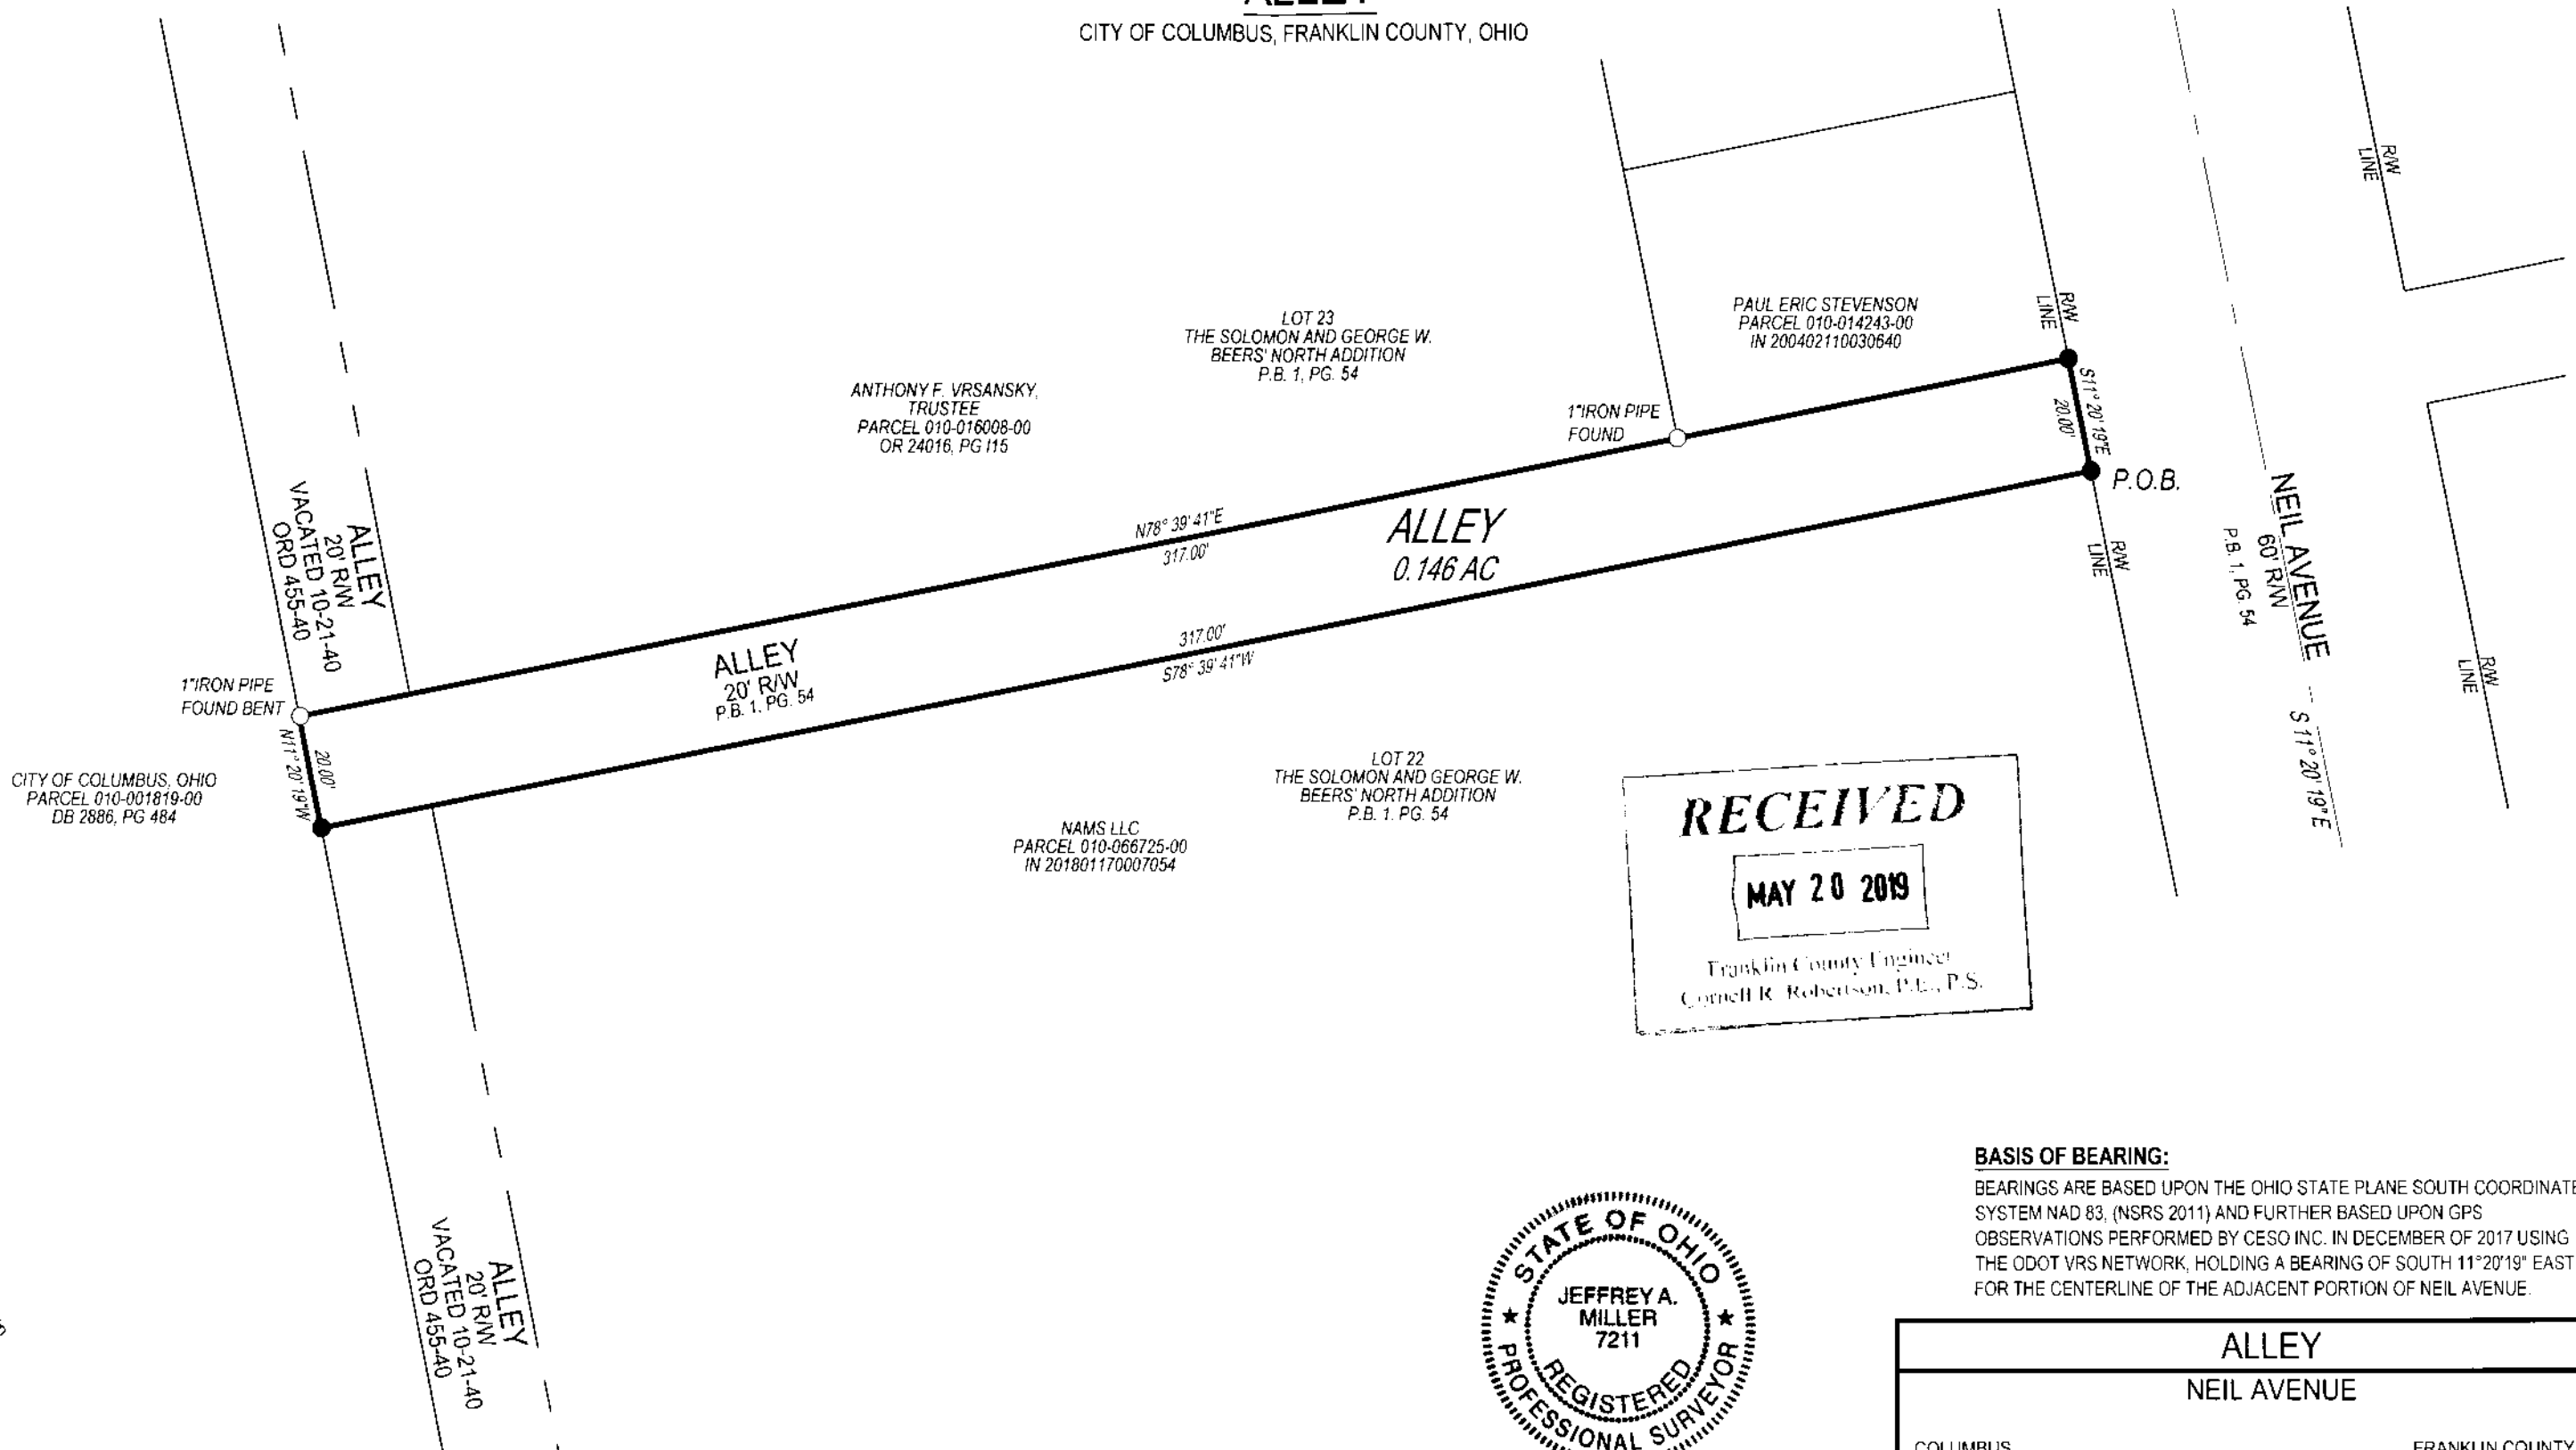 ALLEY
CITY OF COLUMBUS, FRANKLIN COUNTY, OHIO
R/W
LINE
LOT 23
THE SOLOMON AND GEORGE W.
BEERS' NORTH ADDITION
P.B. 1, PG. 54
PAUL ERIC STEVENSON
PARCEL 010-014243-00
IN 200402110030640
R/W
LINE
ANTHONY F. VRSANSKY,
TRUSTEE
PARCEL 010-016008-00
OR 24016, PG I15
1"IRON PIPE
FOUND
S11° 20' 19"E
20.00'
P.O.B.
ALLEY
20' R/W
VACATED 10-21-40
ORD 455-40
N78° 39' 41"E
317.00'
ALLEY
0.146 AC
NEIL AVENUE
60' R/W
P.B. 1, PG. 54
R/W
LINE
S 11° 20' 19" E
R/W
LINE
317.00'
S78° 39' 41"W
ALLEY
20' R/W
P.B. 1, PG. 54
1"IRON PIPE
FOUND BENT
20.00'
N11° 20' 19"W
CITY OF COLUMBUS, OHIO
PARCEL 010-001819-00
DB 2886, PG 484
LOT 22
THE SOLOMON AND GEORGE W.
BEERS' NORTH ADDITION
P.B. 1. PG. 54
NAMS LLC
PARCEL 010-066725-00
IN 201801170007054
RECEIVED
MAY 20 2019
Franklin County Engineer
Cornell R. Robertson, P.E., P.S.
ALLEY
20' R/W
VACATED 10-21-40
ORD 455-40
STATE OF OHIO
JEFFREY A.
MILLER
7211
REGISTERED
PROFESSIONAL SURVEYOR
BASIS OF BEARING:
BEARINGS ARE BASED UPON THE OHIO STATE PLANE SOUTH COORDINATE
SYSTEM NAD 83, (NSRS 2011) AND FURTHER BASED UPON GPS
OBSERVATIONS PERFORMED BY CESO INC. IN DECEMBER OF 2017 USING
THE ODOT VRS NETWORK, HOLDING A BEARING OF SOUTH 11°20'19" EAST
FOR THE CENTERLINE OF THE ADJACENT PORTION OF NEIL AVENUE.
ALLEY
NEIL AVENUE
COLUMBUS
FRANKLIN COUNTY